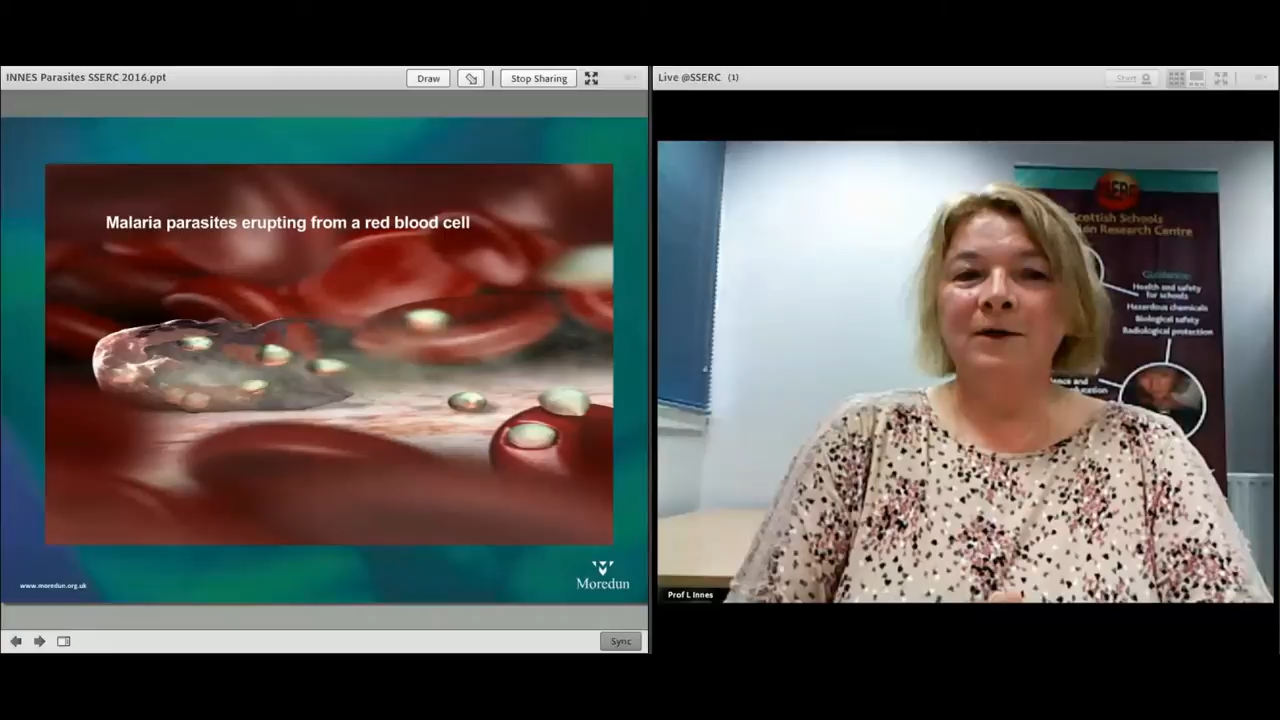 INNES Parasites SSERC 2016.ppt
Draw
Stop Sharing
Malaria parasites erupting from a red blood cell
www.moredun.org.uk
Moredun
Sync
Live @SSERC (1)
Start
Scottish Schools
Research Centre
Guidance:
Health and safety
for schools
Hazardous chemicals
Biological safety
Radiological protection
and
Prof L Innes